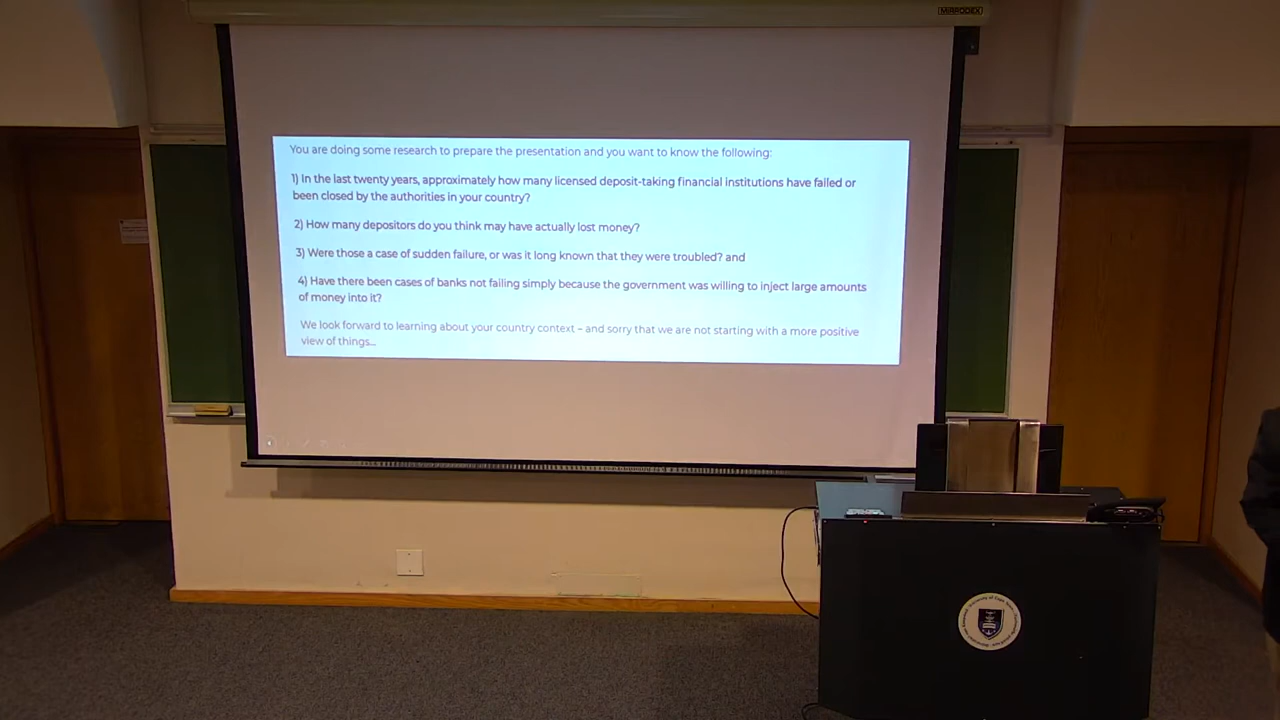 MIRRODEX
You are doing some research to prepare the presentation and you want to know the following:
1) In the last twenty years, approximately how many licensed deposit-taking financial institutions have failed or
been closed by the authorities in your country?
2) How many depositors do you think may have actually lost money?
3) Were those a case of sudden failure, or was it long known that they were troubled? and
4) Have there been cases of banks not failing simply because the government was willing to inject large amounts
of money into it?
We look forward to learning about your country context – and sorry that we are not starting with a more positive
view of things...
University of Cape Town